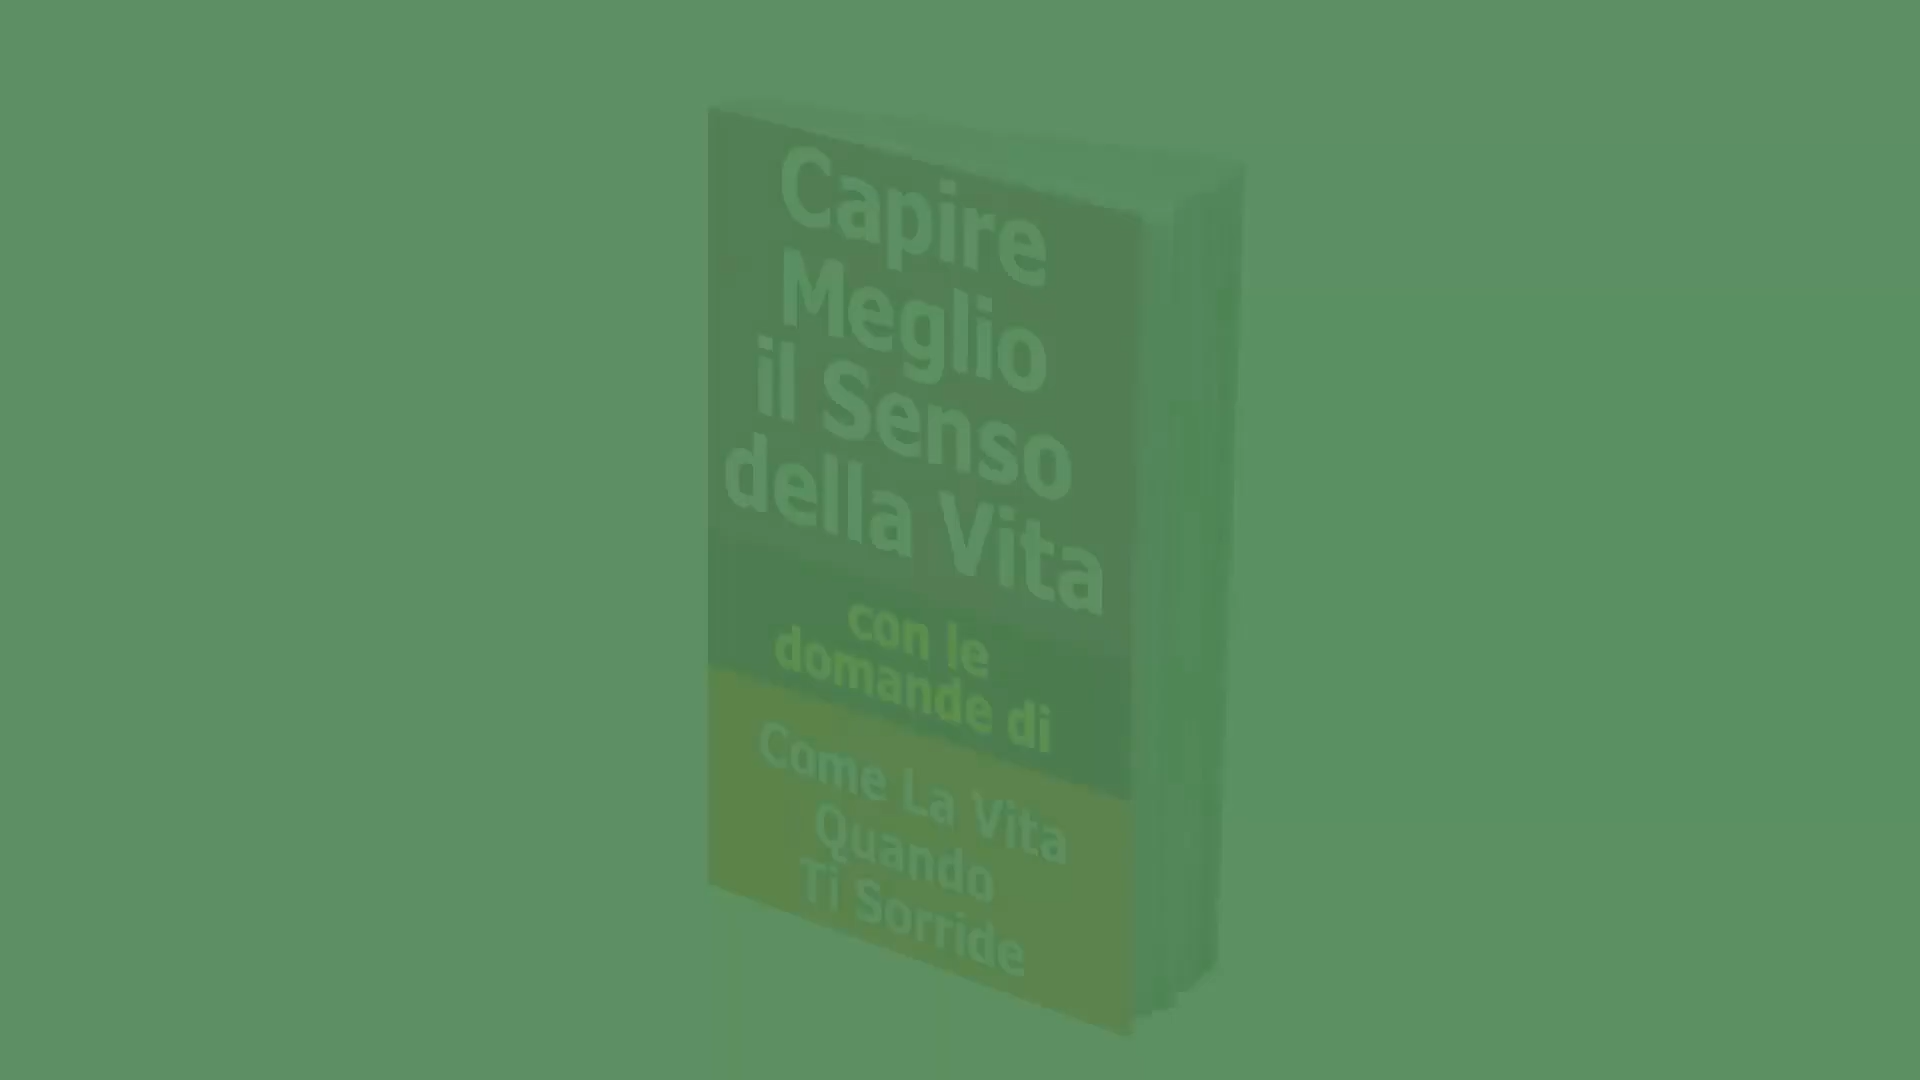 Capire
Meglio
il Senso
della Vita
con le
domande di
Come La Vita
Quando
Ti Sorride